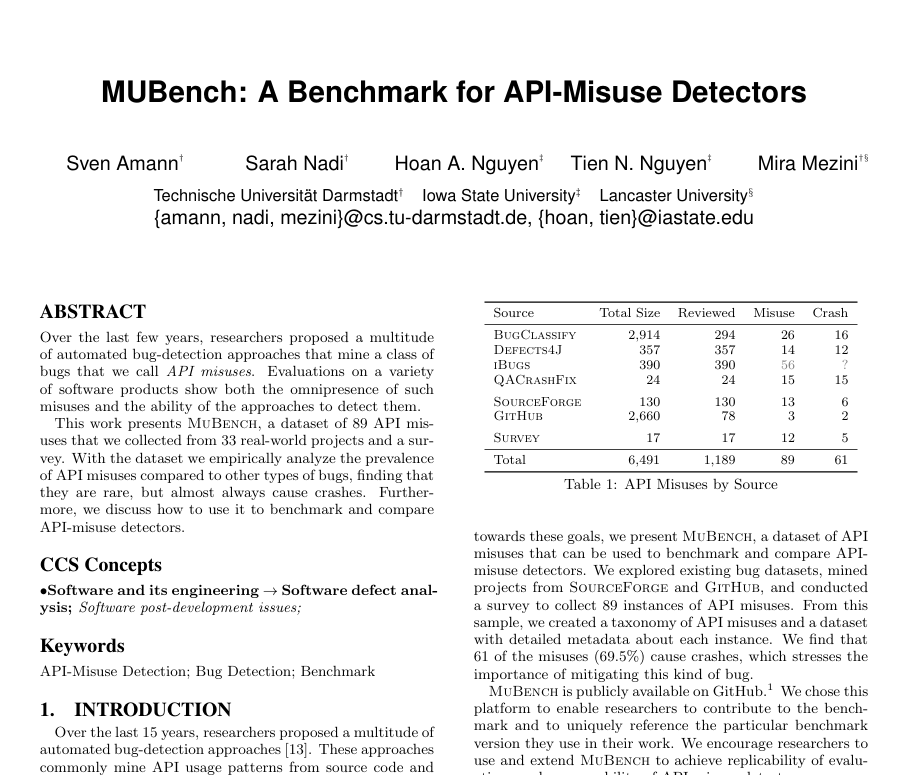 MUBench: A Benchmark for API-Misuse Detectors
Sven Amann† Sarah Nadi† Hoan A. Nguyen‡ Tien N. Nguyen‡ Mira Mezini†§
Technische Universität Darmstadt† Iowa State University‡ Lancaster University§
{amann, nadi, mezini}@cs.tu-darmstadt.de, {hoan, tien}@iastate.edu
ABSTRACT
Over the last few years, researchers proposed a multitude
of automated bug-detection approaches that mine a class of
bugs that we call API misuses. Evaluations on a variety
of software products show both the omnipresence of such
misuses and the ability of the approaches to detect them.
This work presents MUBENCH, a dataset of 89 API mis-
uses that we collected from 33 real-world projects and a sur-
vey. With the dataset we empirically analyze the prevalence
of API misuses compared to other types of bugs, finding that
they are rare, but almost always cause crashes. Further-
more, we discuss how to use it to benchmark and compare
API-misuse detectors.
CCS Concepts
•Software and its engineering → Software defect anal-
ysis; Software post-development issues;
Keywords
API-Misuse Detection; Bug Detection; Benchmark
1. INTRODUCTION
Over the last 15 years, researchers proposed a multitude of
automated bug-detection approaches [13]. These approaches
commonly mine API usage patterns from source code and
Source Total Size Reviewed Misuse Crash
BUGCLASSIFY 2,914 294 26 16
DEFECTS4J 357 357 14 12
IBUGS 390 390 56 ?
QACRASHFIX 24 24 15 15
SOURCEFORGE 130 130 13 6
GITHUB 2,660 78 3 2
SURVEY 17 17 12 5
Total 6,491 1,189 89 61
Table 1: API Misuses by Source
towards these goals, we present MUBENCH, a dataset of API
misuses that can be used to benchmark and compare API-
misuse detectors. We explored existing bug datasets, mined
projects from SOURCEFORGE and GITHUB, and conducted
a survey to collect 89 instances of API misuses. From this
sample, we created a taxonomy of API misuses and a dataset
with detailed metadata about each instance. We find that
61 of the misuses (69.5%) cause crashes, which stresses the
importance of mitigating this kind of bug.
MUBENCH is publicly available on GitHub.1 We chose this
platform to enable researchers to contribute to the bench-
mark and to uniquely reference the particular benchmark
version they use in their work. We encourage researchers to
use and extend MUBENCH to achieve replicability of evalu-